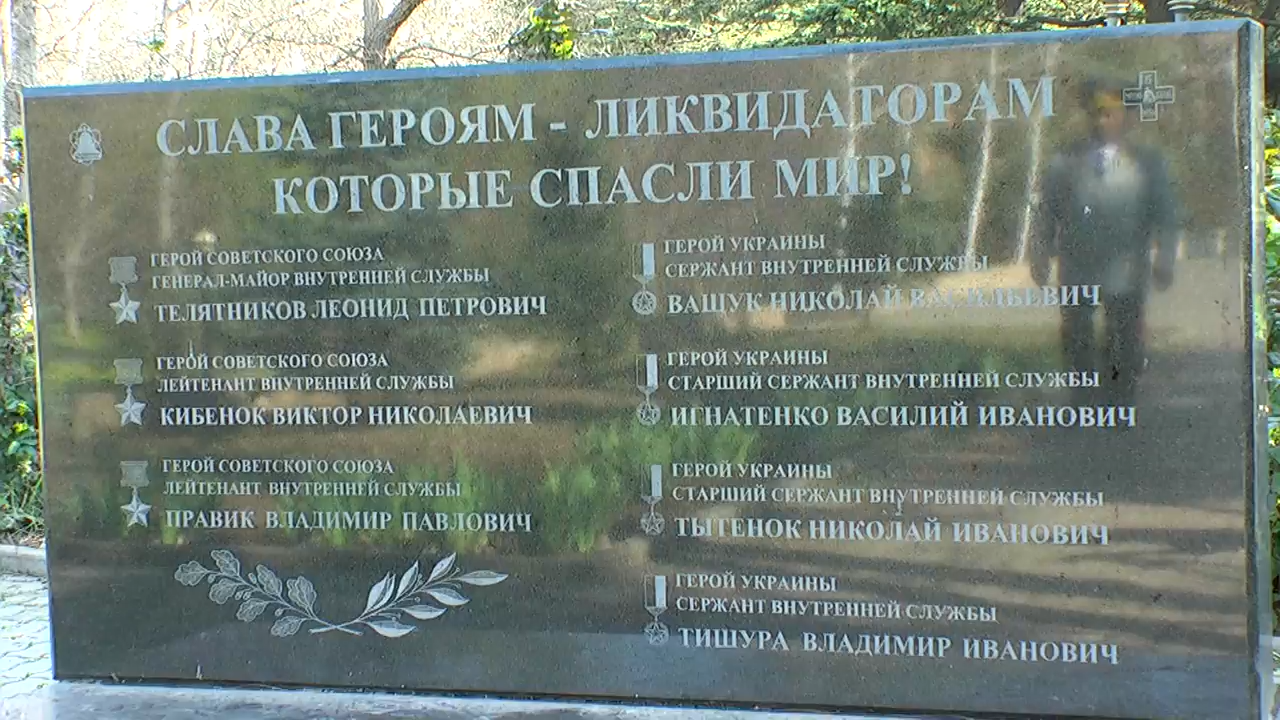 СЛАВА ГЕРОЯМ - ЛИКВИДАТОРАМ
КОТОРЫЕ СПАСЛИ МИР!
ГЕРОЙ СОВЕТСКОГО СОЮЗА
ГЕНЕРАЛ-МАЙОР ВНУТРЕННЕЙ СЛУЖБЫ
ТЕЛЯТНИКОВ ЛЕОНИД ПЕТРОВИЧ
ГЕРОЙ СОВЕТСКОГО СОЮЗА
ЛЕЙТЕНАНТ ВНУТРЕННЕЙ СЛУЖБЫ
КИБЕНОК ВИКТОР НИКОЛАЕВИЧ
ГЕРОЙ СОВЕТСКОГО СОЮЗА
ЛЕЙТЕНАНТ ВНУТРЕННЕЙ СЛУЖБЫ
ПРАВИК ВЛАДИМИР ПАВЛОВИЧ
ГЕРОЙ УКРАИНЫ
СЕРЖАНТ ВНУТРЕННЕЙ СЛУЖБЫ
ВАЩУК НИКОЛАЙ ВАСИЛЬЕВИЧ
ГЕРОЙ УКРАИНЫ
СТАРШИЙ СЕРЖАНТ ВНУТРЕННЕЙ СЛУЖБЫ
ИГНАТЕНКО ВАСИЛИЙ ИВАНОВИЧ
ГЕРОЙ УКРАИНЫ
СТАРШИЙ СЕРЖАНТ ВНУТРЕННЕЙ СЛУЖБЫ
ТЫТЕНОК НИКОЛАЙ ИВАНОВИЧ
ГЕРОЙ УКРАИНЫ
СЕРЖАНТ ВНУТРЕННЕЙ СЛУЖБЫ
ТИШУРА ВЛАДИМИР ИВАНОВИЧ